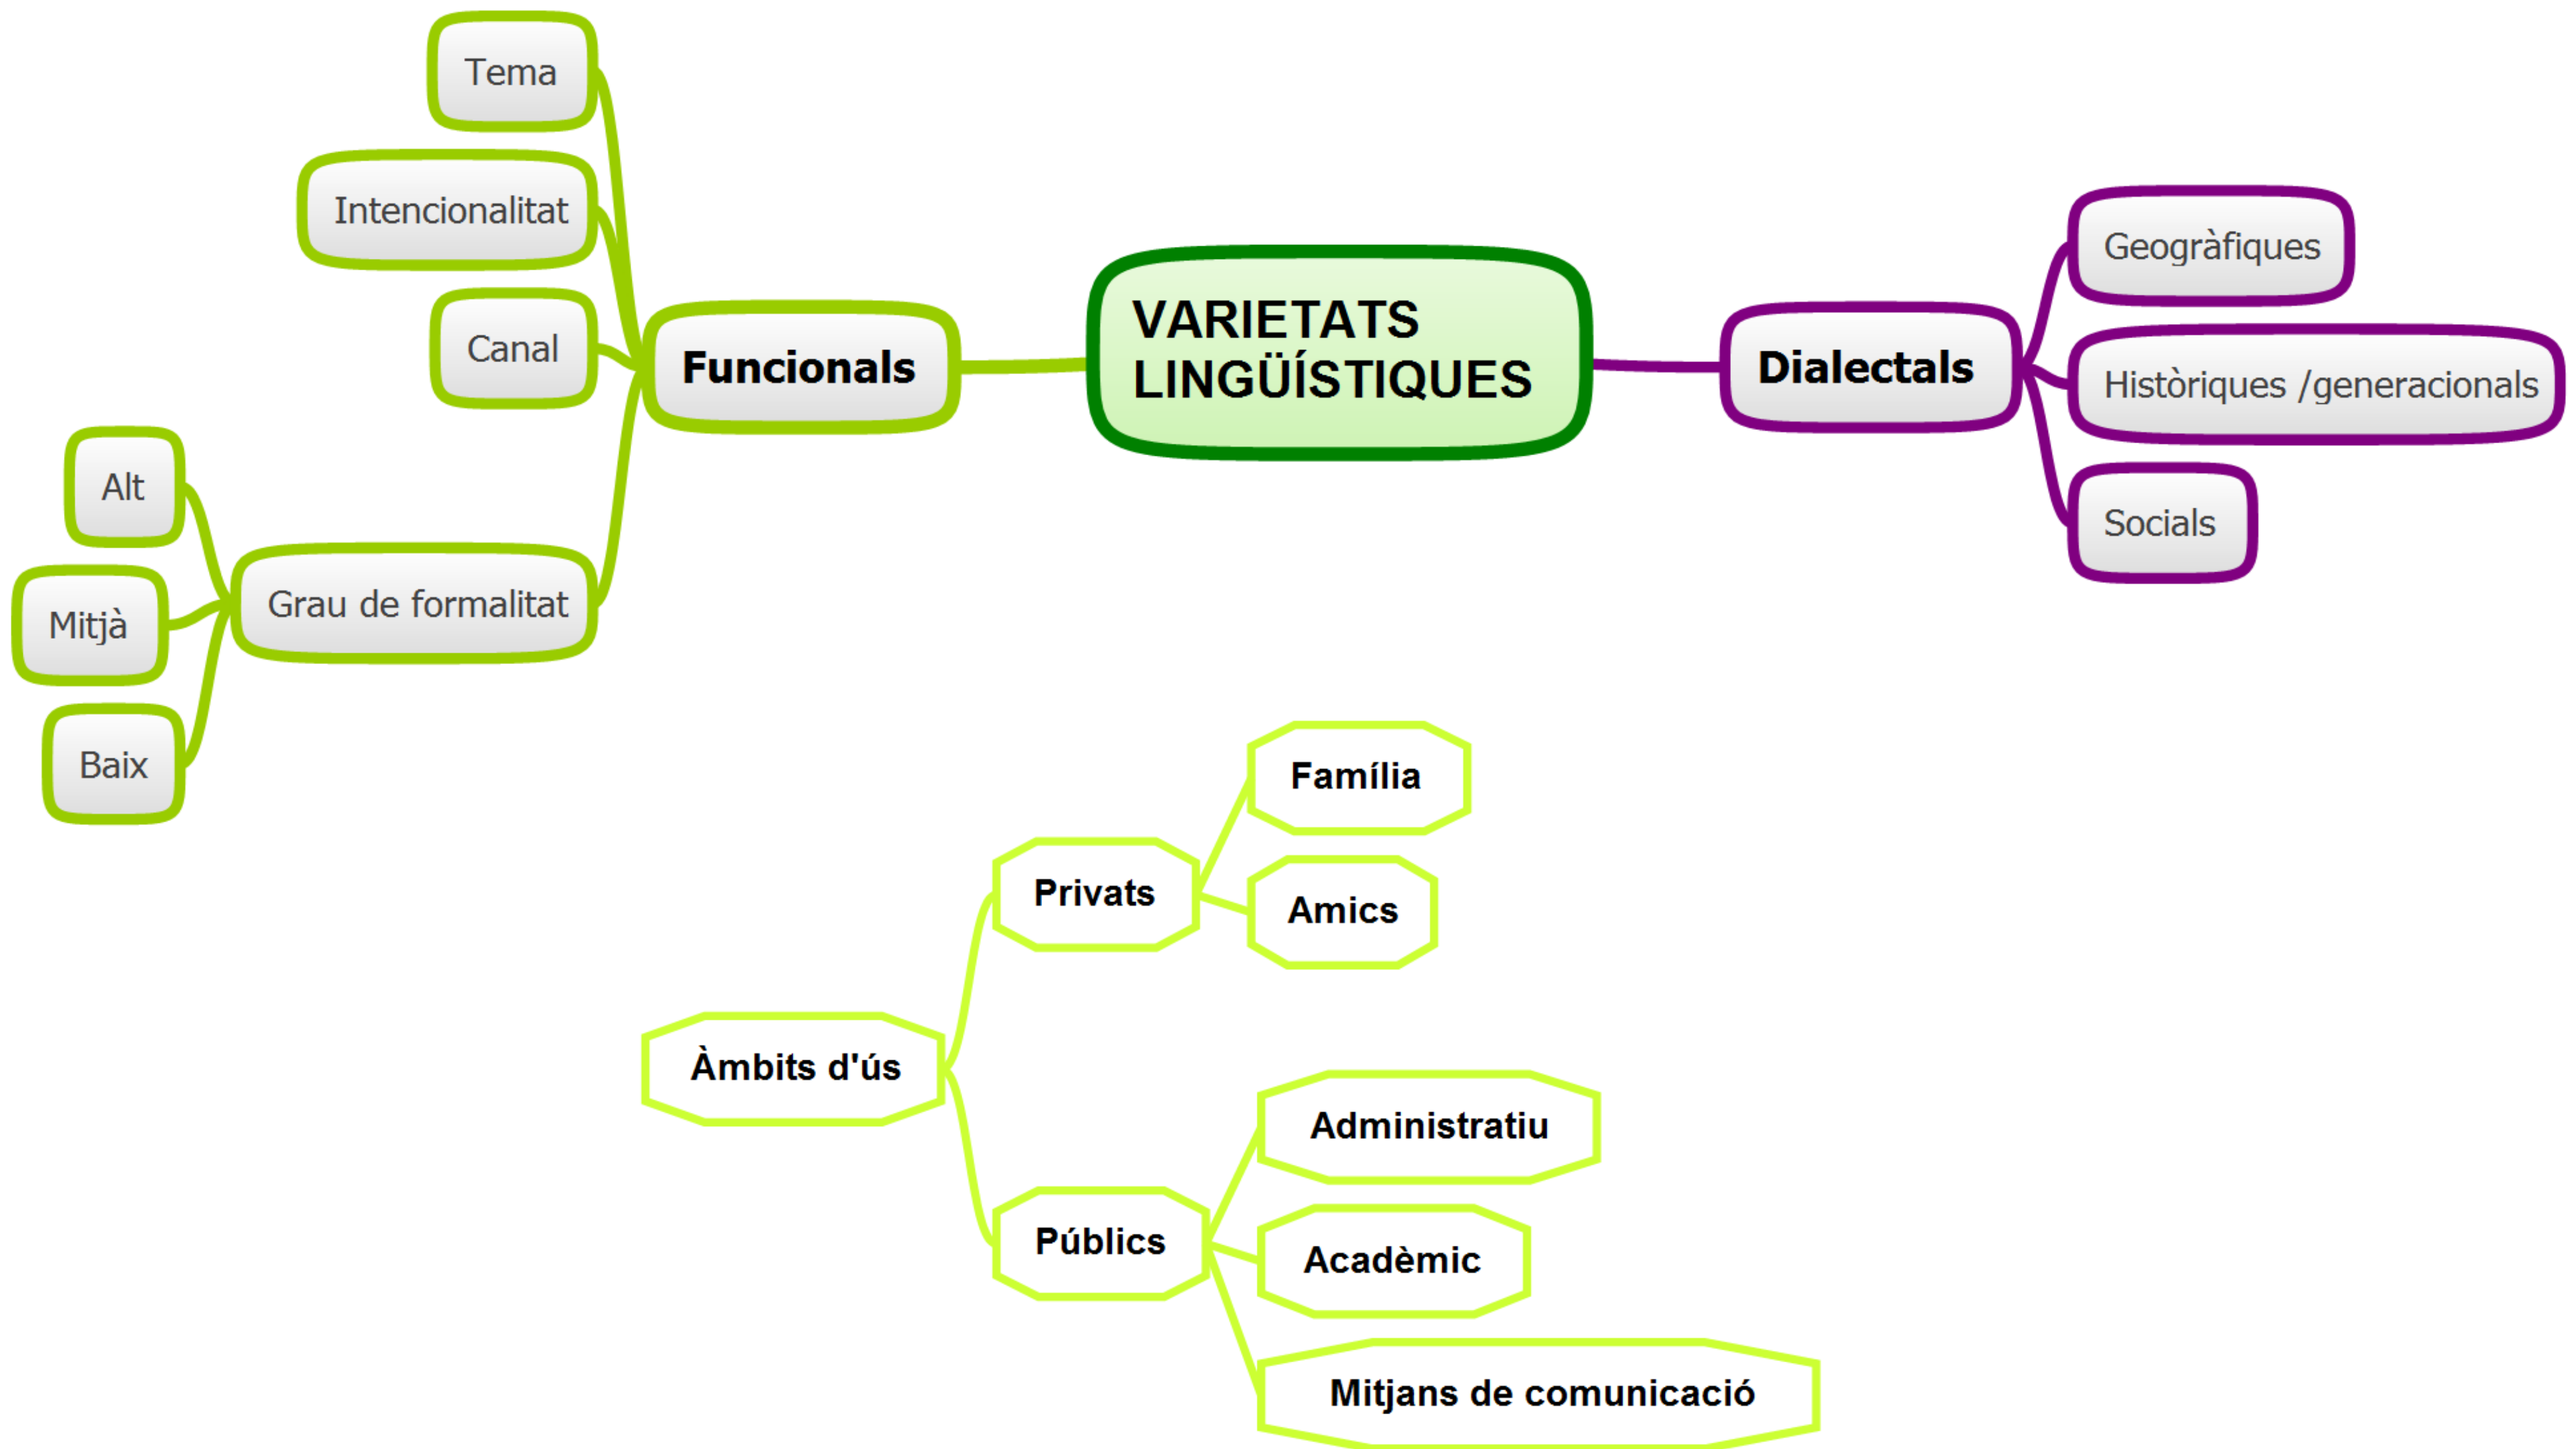 VARIETATS
LINGÜÍSTIQUES
Funcionals
Tema
Intencionalitat
Canal
Grau de formalitat
Alt
Mitjà
Baix
Dialectals
Geogràfiques
Històriques /generacionals
Socials
Àmbits d'ús
Privats
Família
Amics
Públics
Administratiu
Acadèmic
Mitjans de comunicació